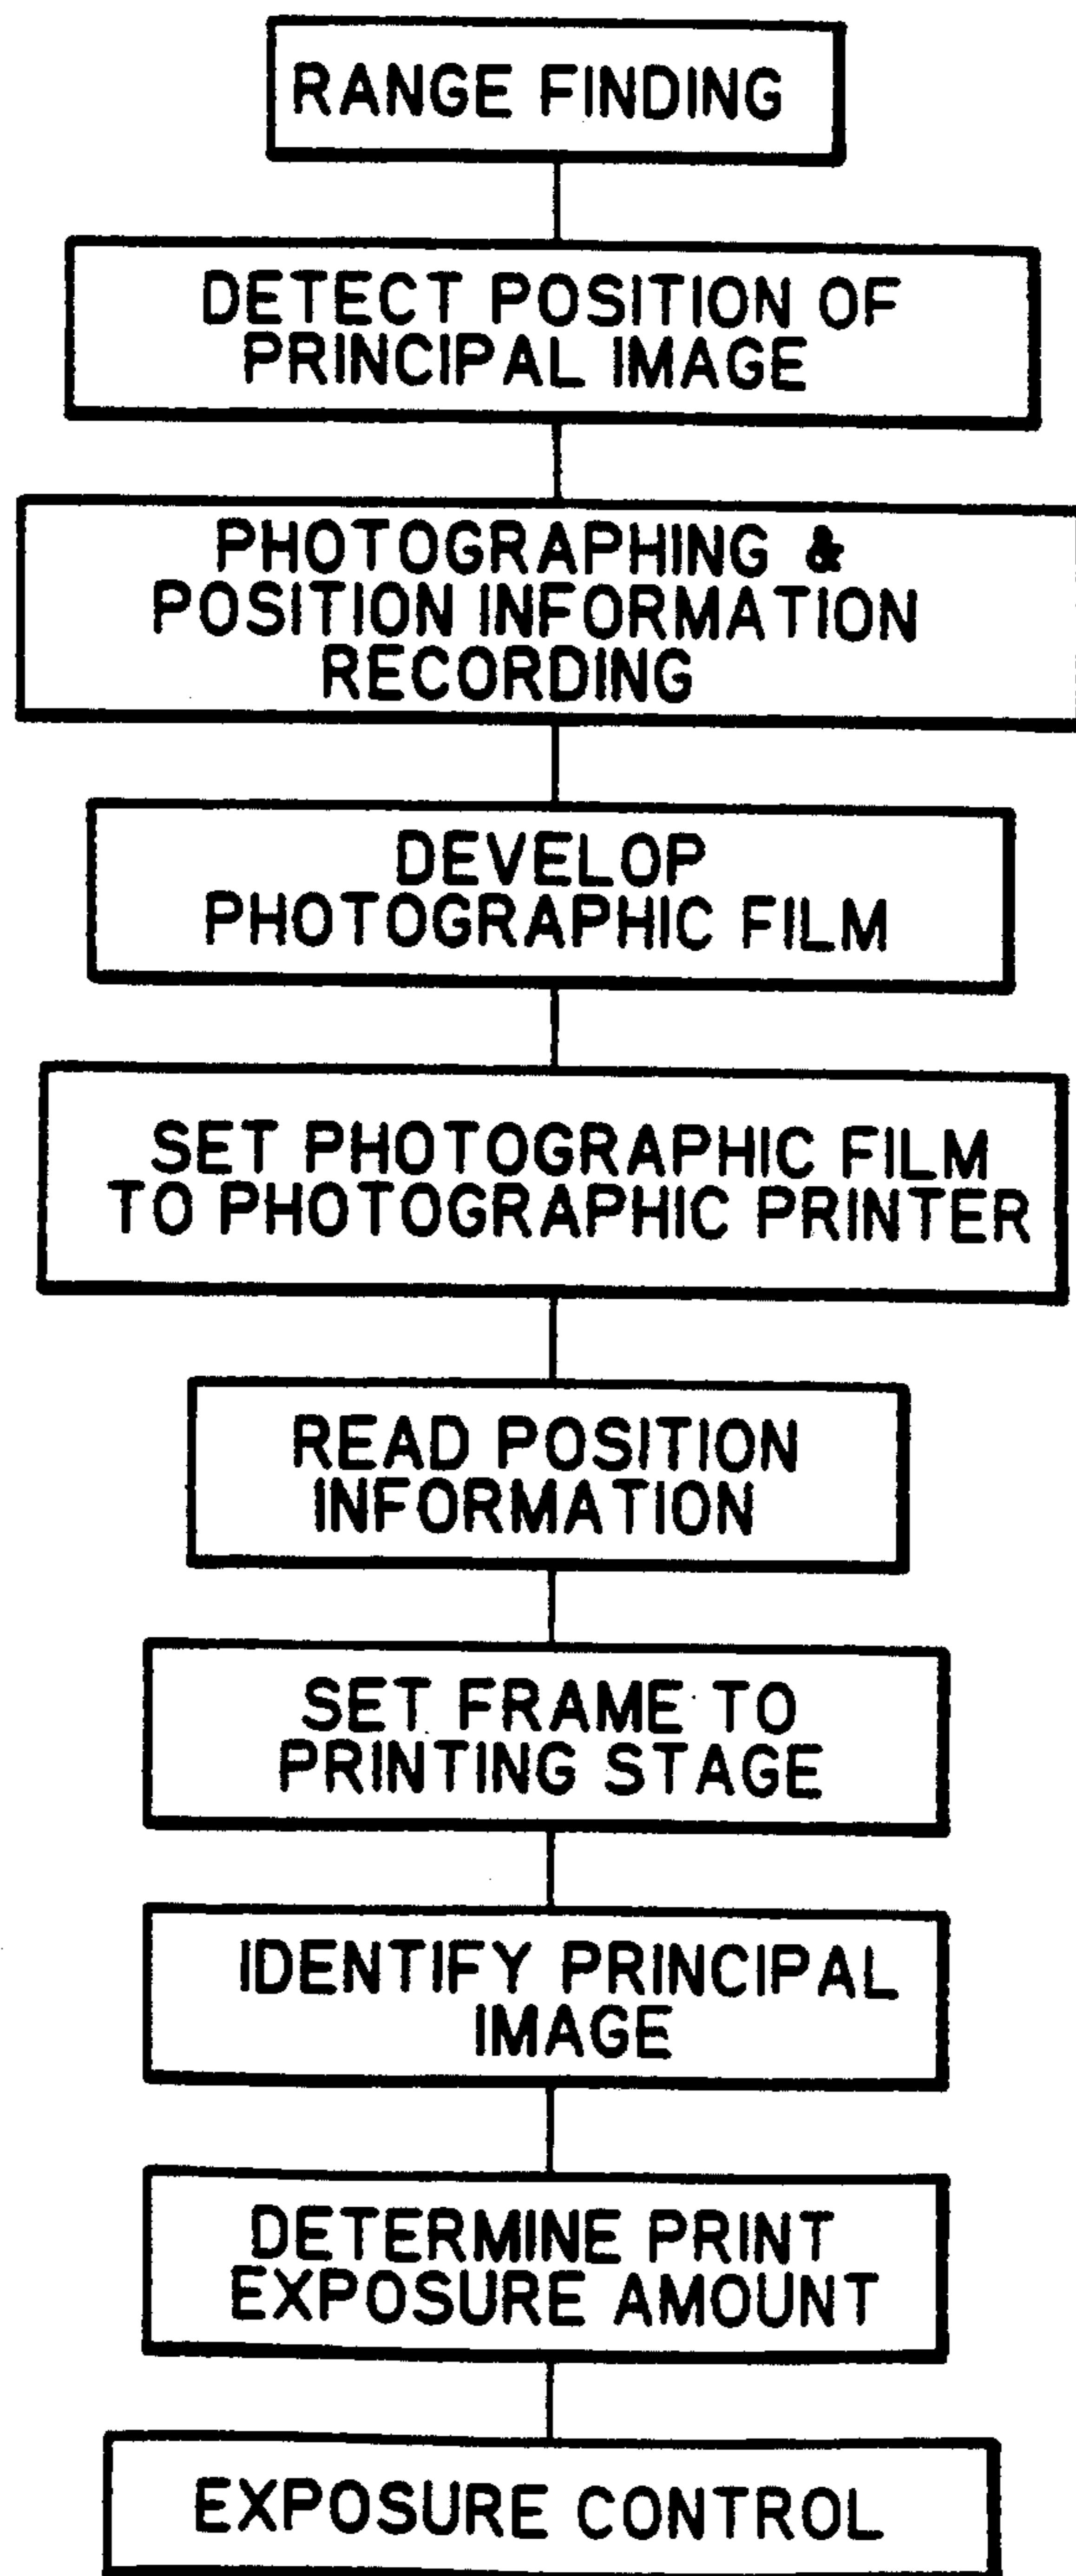 RANGE FINDING
DETECT POSITION OF
PRINCIPAL IMAGE
PHOTOGRAPHING &
POSITION INFORMATION
RECORDING
DEVELOP
PHOTOGRAPHIC FILM
SET PHOTOGRAPHIC FILM
TO PHOTOGRAPHIC PRINTER
READ POSITION
INFORMATION
SET FRAME TO
PRINTING STAGE
IDENTIFY PRINCIPAL
IMAGE
DETERMINE PRINT
EXPOSURE AMOUNT
EXPOSURE CONTROL